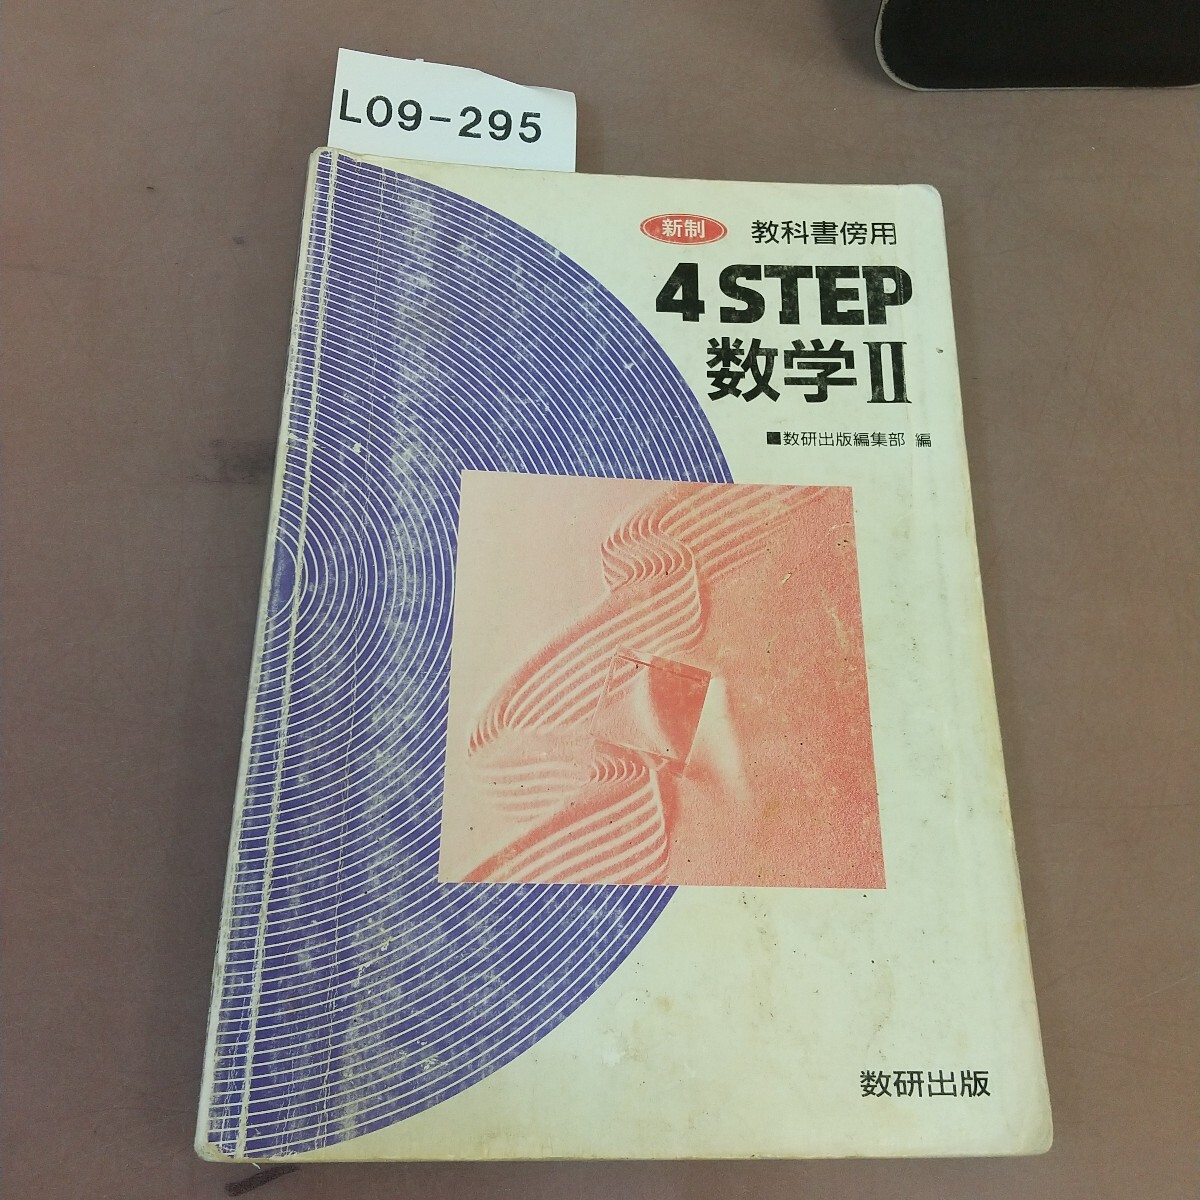 L09-295
新制 教科書傍用
4STEP
数学II
■数研出版編集部 編
数研出版